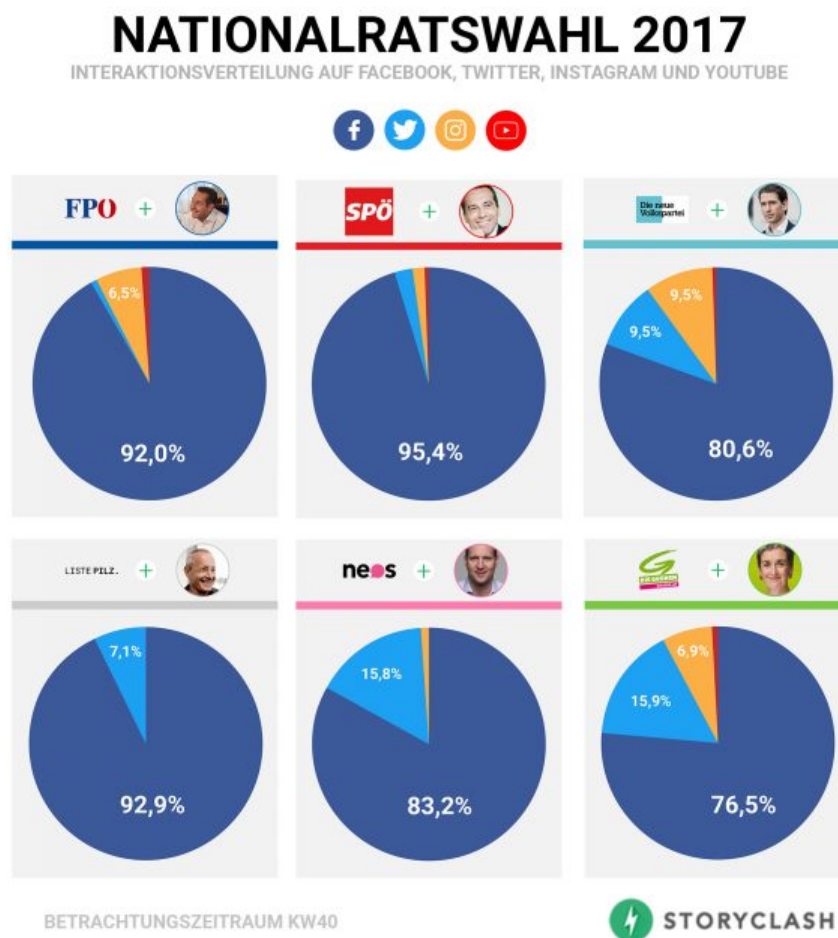 NATIONALRATSWAHL 2017
INTERAKTIONSVERTEILUNG AUF FACEBOOK, TWITTER, INSTAGRAM UND YOUTUBE
FPÖ +
SPÖ +
Die neue
Volkspartei +
6,5%
92,0%
95,4%
9,5%
9,5%
80,6%
LISTE PILZ. +
neos +
DIE GRÜNEN +
7,1%
92,9%
15,8%
83,2%
6,9%
15,9%
76,5%
BETRACHTUNGSZEITRAUM KW40
STORYCLASH